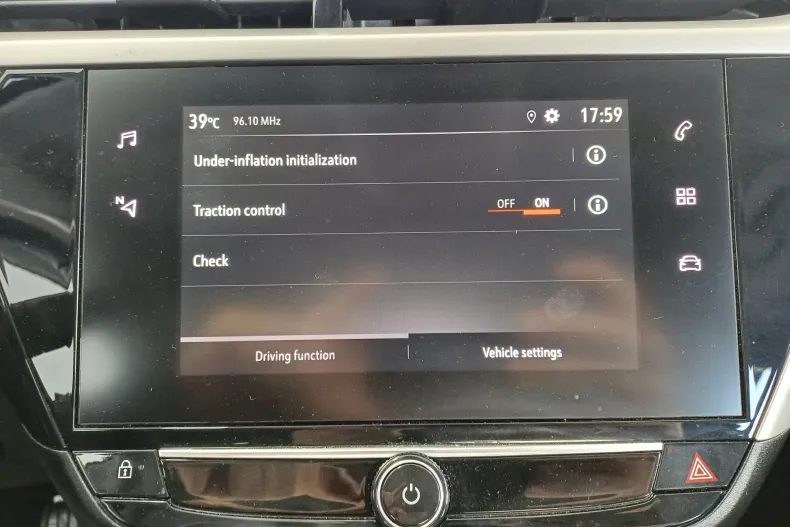 39°C 96.10 MHz 17:59
Under-inflation initialization
Traction control OFF ON
N
Check
Driving function Vehicle settings